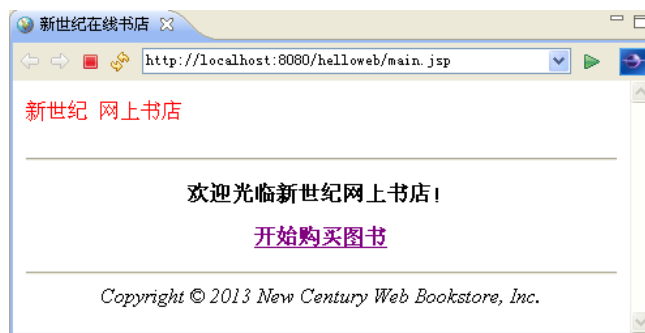 新世纪在线书店
http://localhost:8080/helloweb/main.jsp
新世纪 网上书店
欢迎光临新世纪网上书店!
开始购买图书
Copyright © 2013 New Century Web Bookstore, Inc.